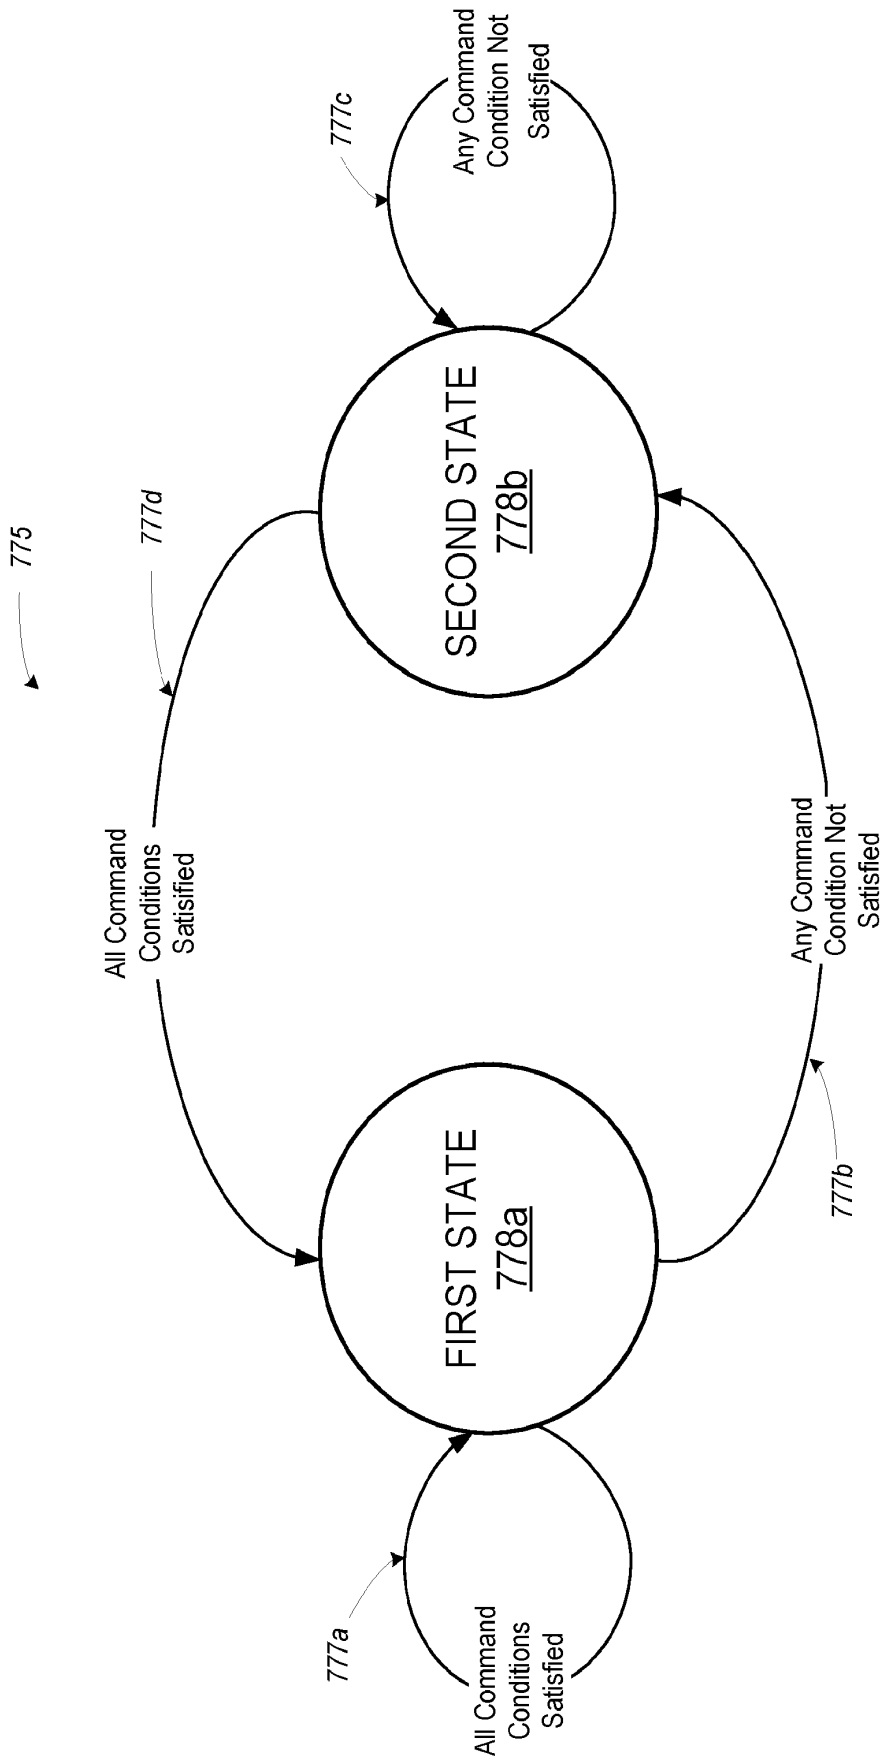 775
777d
All Command
Conditions
Satisified
777a
777c
All Command
Conditions
Satisfied
FIRST STATE
778a
SECOND STATE
778b
Any Command
Condition Not
Satisfied
Any Command
Condition Not
Satisfied
777b